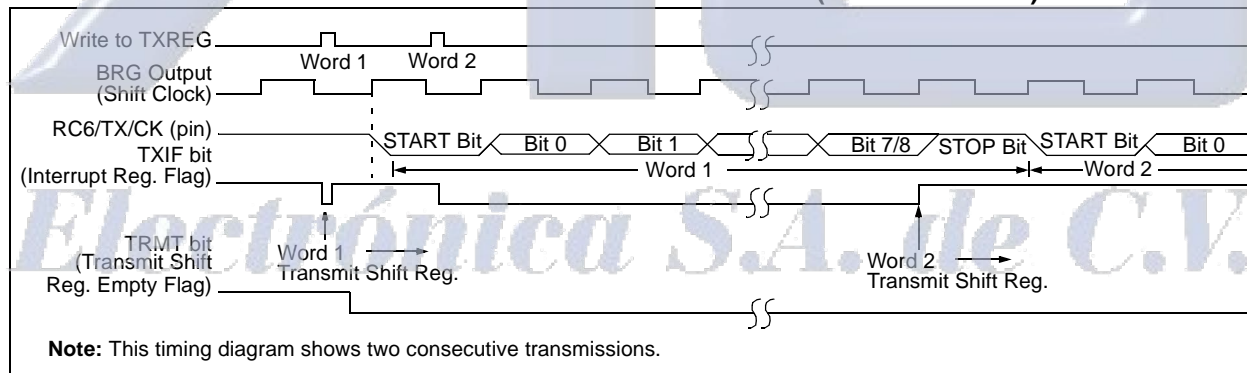 Write to TXREG
Word 1
Word 2
BRG Output
(Shift Clock)
RC6/TX/CK (pin)
START Bit
Bit 0
Bit 1
Bit 7/8
STOP Bit
START Bit
Bit 0
Word 1
Word 2
TXIF bit
(Interrupt Reg. Flag)
Word 1
Transmit Shift Reg.
Word 2
Transmit Shift Reg.
TRMT bit
(Transmit Shift
Reg. Empty Flag)
Electrónica S.A. de C.V.
Note: This timing diagram shows two consecutive transmissions.